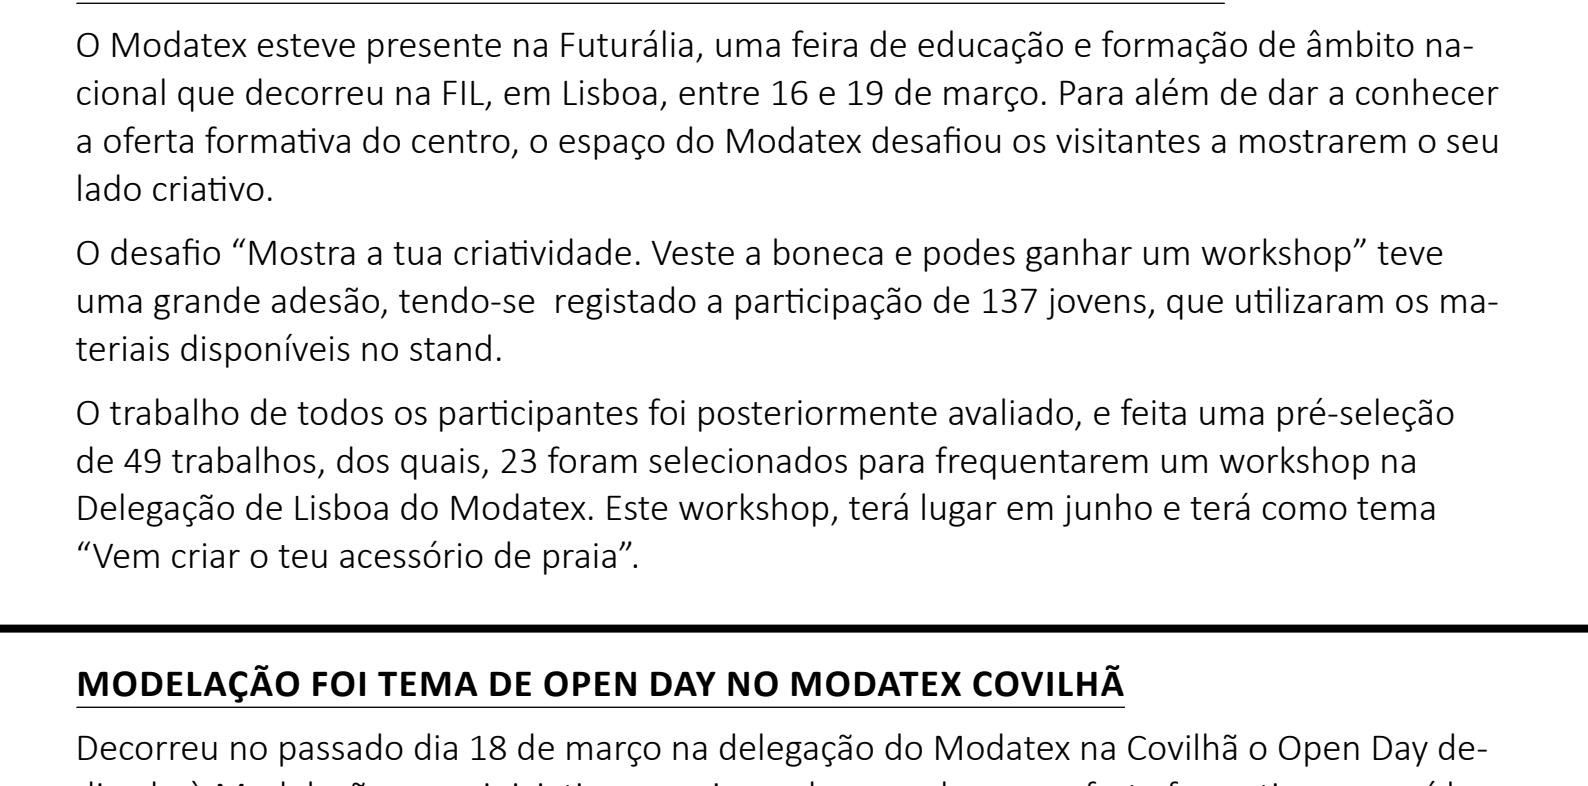 O Modatex esteve presente na Futurália, uma feira de educação e formação de âmbito na-
cional que decorreu na FIL, em Lisboa, entre 16 e 19 de março. Para além de dar a conhecer
a oferta formativa do centro, o espaço do Modatex desafiou os visitantes a mostrarem o seu
lado criativo.
O desafio “Mostra a tua criatividade. Veste a boneca e podes ganhar um workshop” teve
uma grande adesão, tendo-se  registado a participação de 137 jovens, que utilizaram os ma-
teriais disponíveis no stand.
O trabalho de todos os participantes foi posteriormente avaliado, e feita uma pré-seleção
de 49 trabalhos, dos quais, 23 foram selecionados para frequentarem um workshop na
Delegação de Lisboa do Modatex. Este workshop, terá lugar em junho e terá como tema
“Vem criar o teu acessório de praia”.
MODELAÇÃO FOI TEMA DE OPEN DAY NO MODATEX COVILHÃ
Decorreu no passado dia 18 de março na delegação do Modatex na Covilhã o Open Day de-